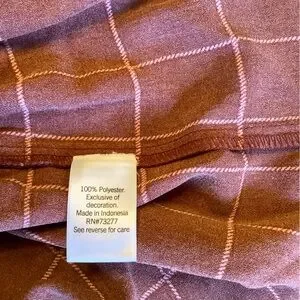 100% Polyester
Exclusive of
decoration.
Made in Indonesia
RN#73277
See reverse for care